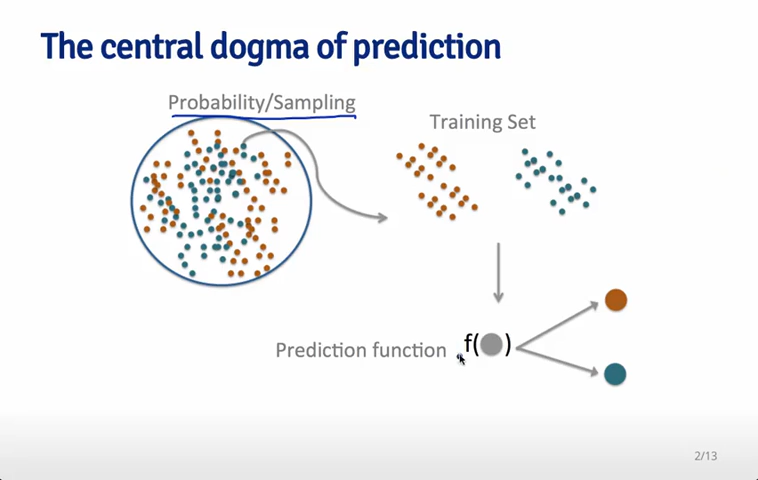 The central dogma of prediction
Probability/Sampling
Training Set
Prediction function f( )
2/13